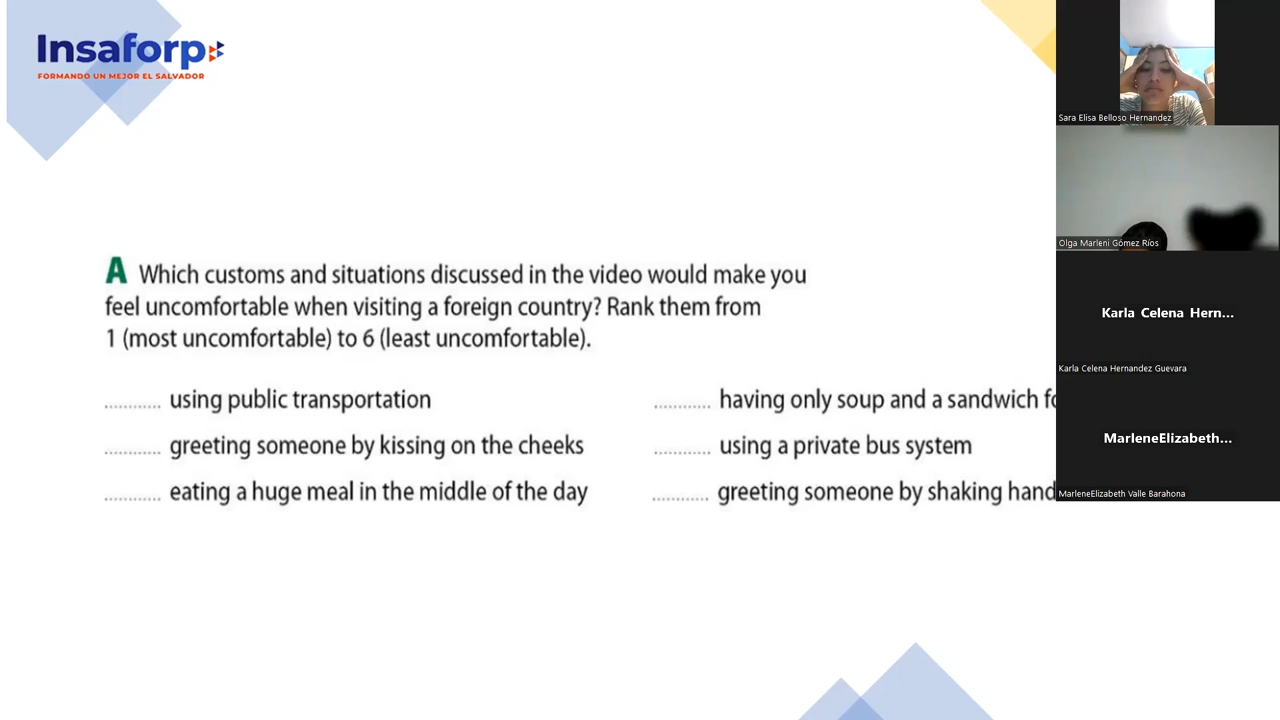 Insaforp
FORMANDO UN MEJOR EL SALVADOR
A Which customs and situations discussed in the video would make you
feel uncomfortable when visiting a foreign country? Rank them from
1 (most uncomfortable) to 6 (least uncomfortable).
............ using public transportation
............ greeting someone by kissing on the cheeks
............ eating a huge meal in the middle of the day
............ having only soup and a sandwich
............ using a private bus system
............ greeting someone by shaking hand
Sara Elisa Belloso Hernandez
Olga Marleni Gómez Ríos
Karla Celena Hern...
Karla Celena Hernandez Guevara
MarleneElizabeth...
MarleneElizabeth Valle Barahona